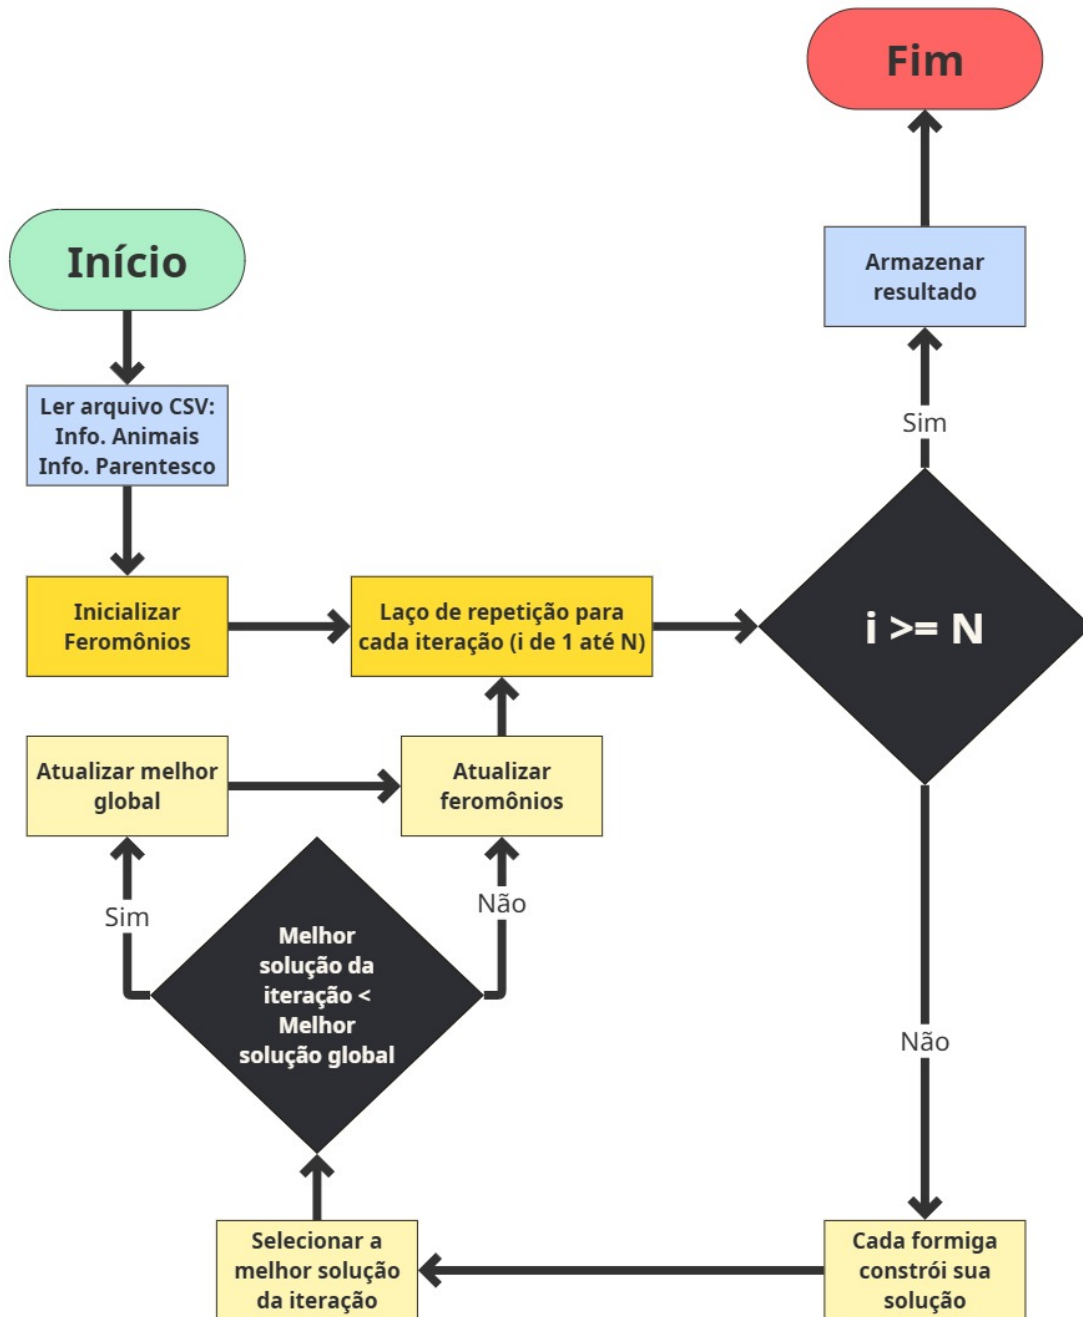 Fim
Início
Armazenar
resultado
Ler arquivo CSV:
Info. Animais
Info. Parentesco
Sim
Inicializar
Feromônios
Laço de repetição para
cada iteração (i de 1 até N)
i >= N
Atualizar melhor
global
Atualizar
feromônios
Sim
Não
Melhor
solução da
iteração <
Melhor
solução global
Não
Selecionar a
melhor solução
da iteração
Cada formiga
constrói sua
solução